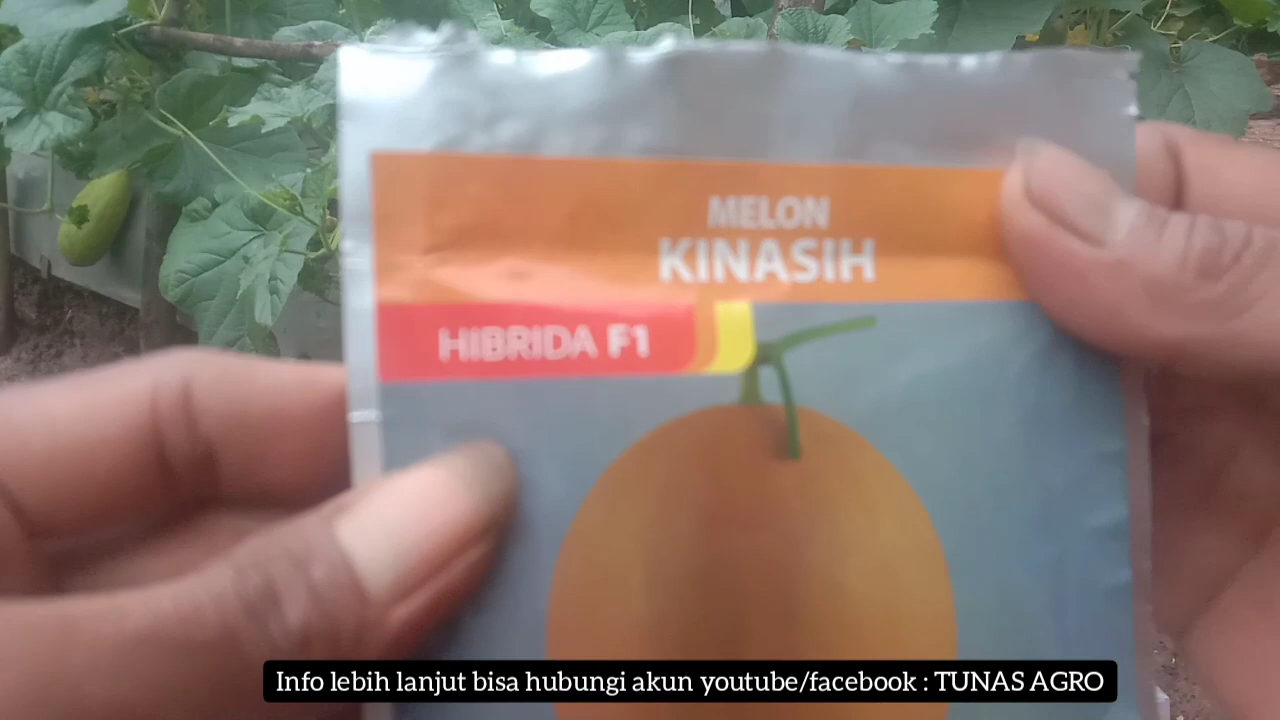 MELON
KINASIH
HIBRIDA F1
Info lebih lanjut bisa hubungi akun youtube/facebook : TUNAS AGRO